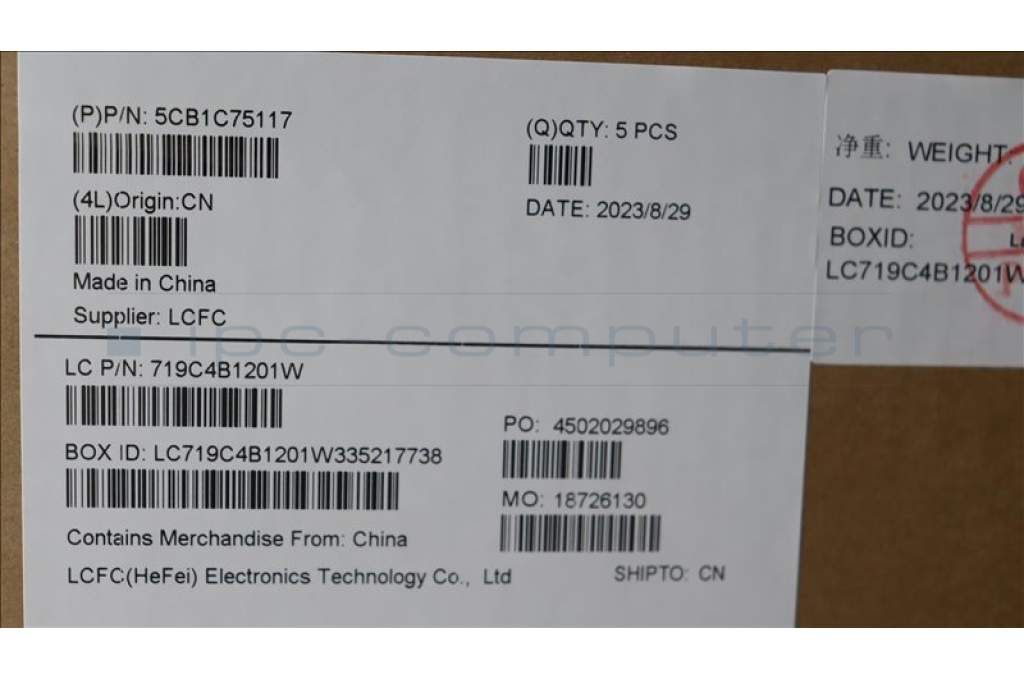 (P)P/N: 5CB1C75117
(Q)QTY: 5 PCS
(4L)Origin:CN
DATE: 2023/8/29
Made in China
Supplier: LCFC
净重: WEIGHT:
DATE: 2023/8/29
BOXID:
LC719C4B1201W
ipc computer
LC P/N: 719C4B1201W
PO: 4502029896
BOX ID: LC719C4B1201W335217738
MO: 18726130
Contains Merchandise From: China
LCFC(HeFei) Electronics Technology Co., Ltd
SHIPTO: CN